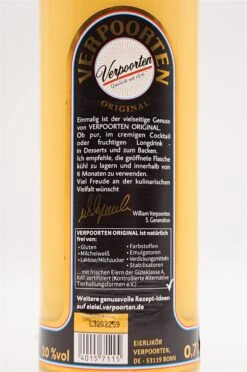 VERPOORTEN
Verpoorten
ORIGINAL
Einmalig ist der vielseitige Genuss
von VERPOORTEN ORIGINAL.
Ob pur, im cremigen Cocktail
oder fruchtigen Longdrink -
in Desserts und zum Backen.
Ich empfehle, die geöffnete Flasche
kühl zu lagern und innerhalb von
6 Monaten zu verwenden.
Viel Freude an der kulinarischen
Vielfalt wünscht
William Verpoorten
5. Generation
VERPOORTEN ORIGINAL ist natürlich
frei von:
• Gluten • Farbstoffen
• Milcheiweiß • Emulgatoren
• Laktose/Milchzucker • Verdickungsmitteln
• Stabilisatoren
... mit frischen Eiern der Güteklasse A,
KAT-zertifiziert (Kontrollierte Alternative
Tierhaltungsformen e.V.)
Weitere genussvolle Rezept-Ideen
auf eieiei.verpoorten.de
20 %vol
0,7
4015 7115
EIERLIKÖR
VERPOORTEN,
DE - 53119 BONN